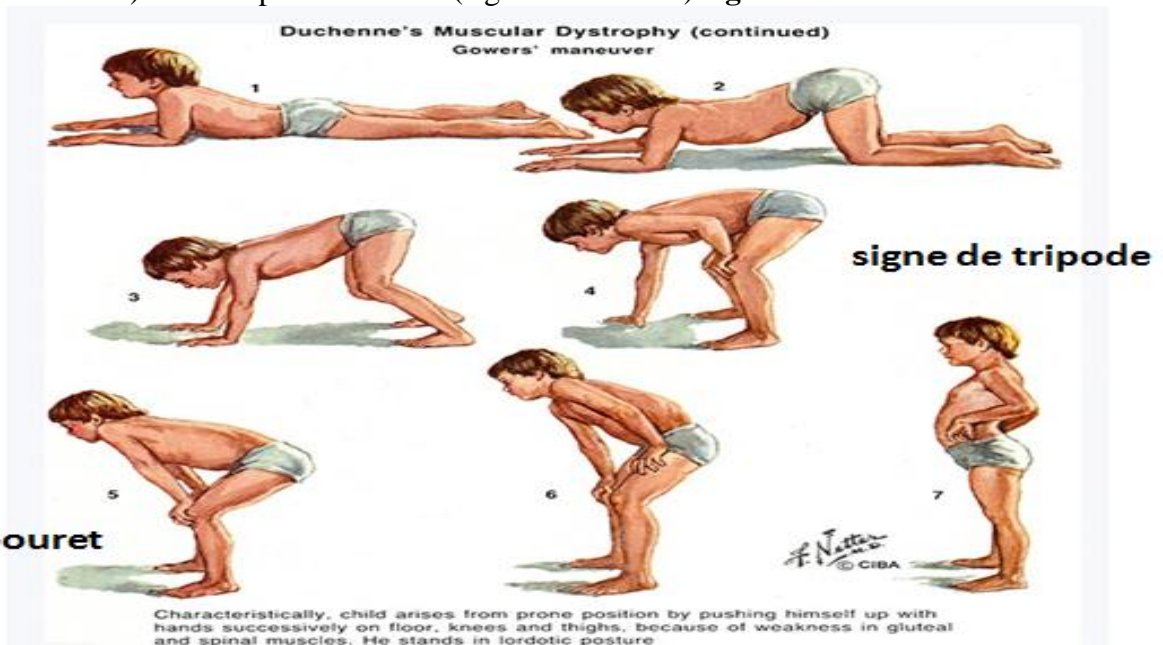 Duchenne's Muscular Dystrophy (continued)
Gowers' maneuver
1
2
3
4
signe de tripode
5
6
7
ouret
F. Netter
M.D.
© CIBA
Characteristically, child arises from prone position by pushing himself up with
hands successively on floor, knees and thighs, because of weakness in gluteal
and spinal muscles. He stands in lordotic posture